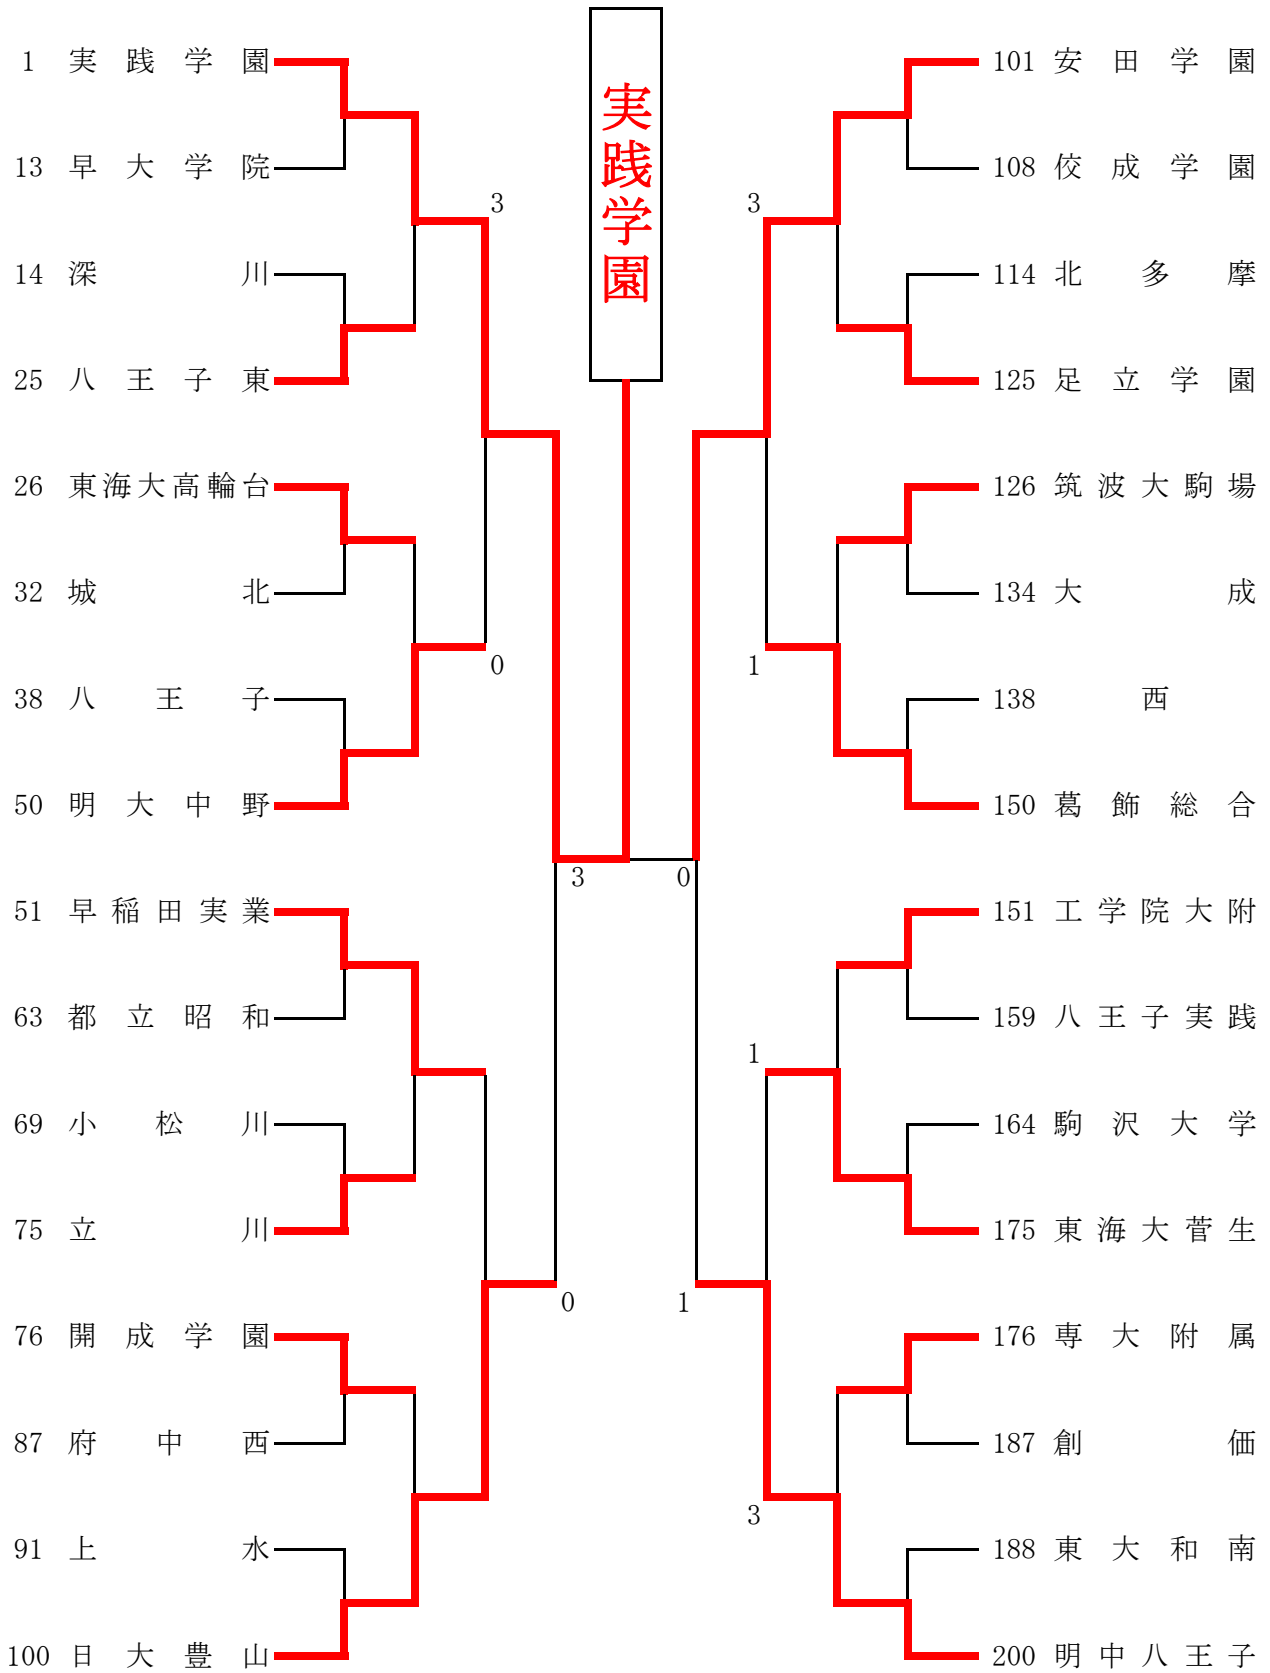 実践学園
1 実践学園
13 早大学院
3
14 深川
25 八王子東
26 東海大高輪台
32 城北
0
38 八王子
50 明大中野
3
51 早稲田実業
63 都立昭和
69 小松川
75 立川
0
76 開成学園
87 府中西
91 上水
100 日大豊山
101 安田学園
108 佼成学園
3
114 北多摩
125 足立学園
126 筑波大駒場
134 大成
1
138 西
150 葛飾総合
0
151 工学院大附
159 八王子実践
1
164 駒沢大学
175 東海大菅生
1
176 専大附属
187 創価
3
188 東大和南
200 明中八王子